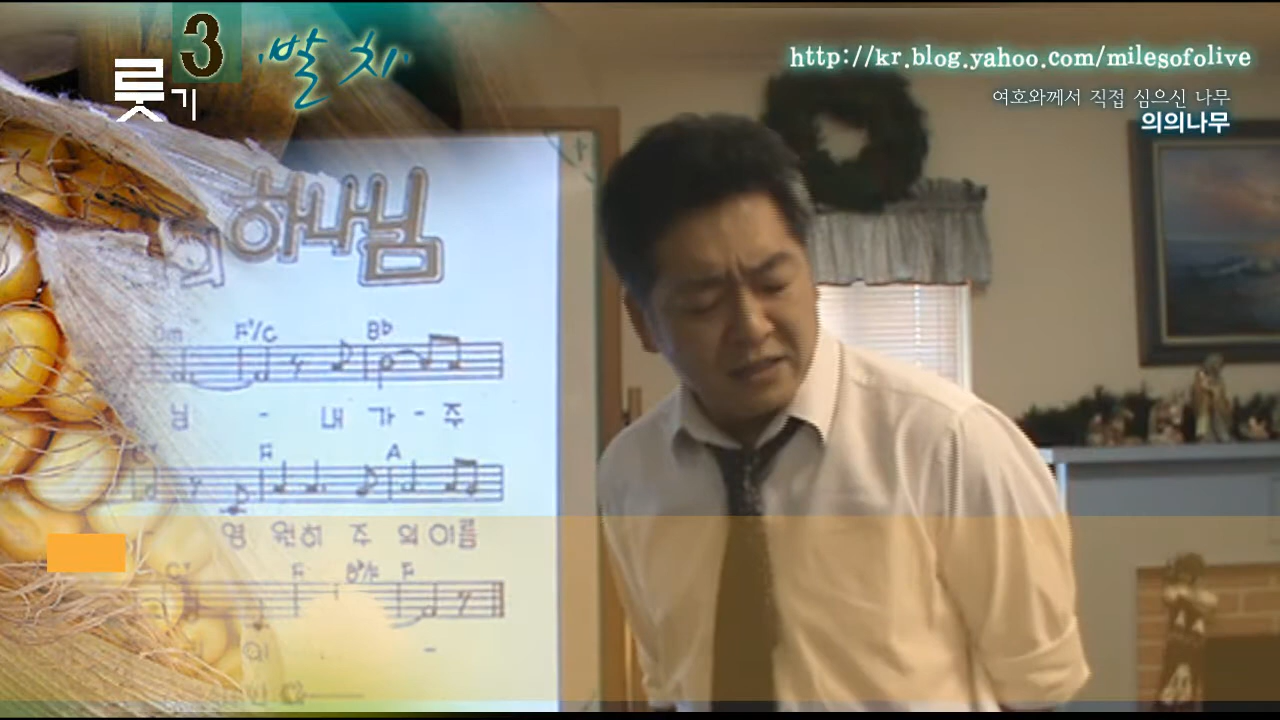 룻기 3 '발치'
http://kr.blog.yahoo.com/milesofolive
여호와께서 직접 심으신 나무
의의나무
하나님
F7/C Bb
님 - 내 가 - 주
F A
영 원히 주 의 이름
F F